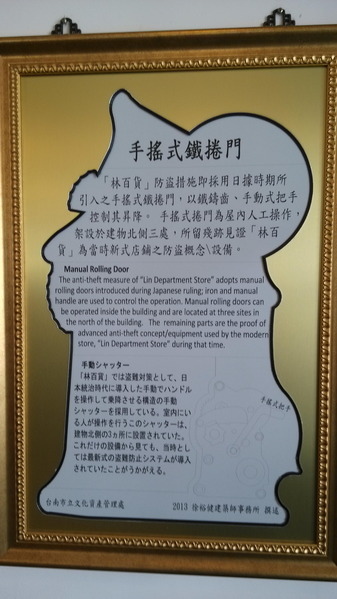 手搖式鐵捲門
「林百貨」防盜措施即採用日據時期所
引入之手搖式鐵捲門，以鐵鑄齒、手動式把手
控制其昇降。 手搖式捲門為屋內人工操作，
架設於建物北側三處，所留殘跡見證「林百
貨」為當時新式店鋪之防盜概念\設備。
Manual Rolling Door
The anti-theft measure of "Lin Department Store" adopts manual
rolling doors introduced during Japanese ruling; iron and manual
handle are used to control the operation. Manual rolling doors can
be operated inside the building and are located at three sites in
the north of the building. The remaining parts are the proof of
advanced anti-theft concept/equipment used by the modern
store, "Lin Department Store" during that time.
手動シャッター
「林百貨」では盗難対策として、日
本統治時代に導入した手動でハンドル
を操作して乗降させる構造の手動
シャッターを採用している。室内にい
る人が操作を行うこのシャッターは、
建物北側の3ヵ所に設置されていた。
これだけの設備から見ても、当時とし
ては最新式の盗難防止システムが導入
されていたことがうかがえる。
手搖式把手
台南市立文化資產管理處
2013 徐裕健建築師事務所 撰述